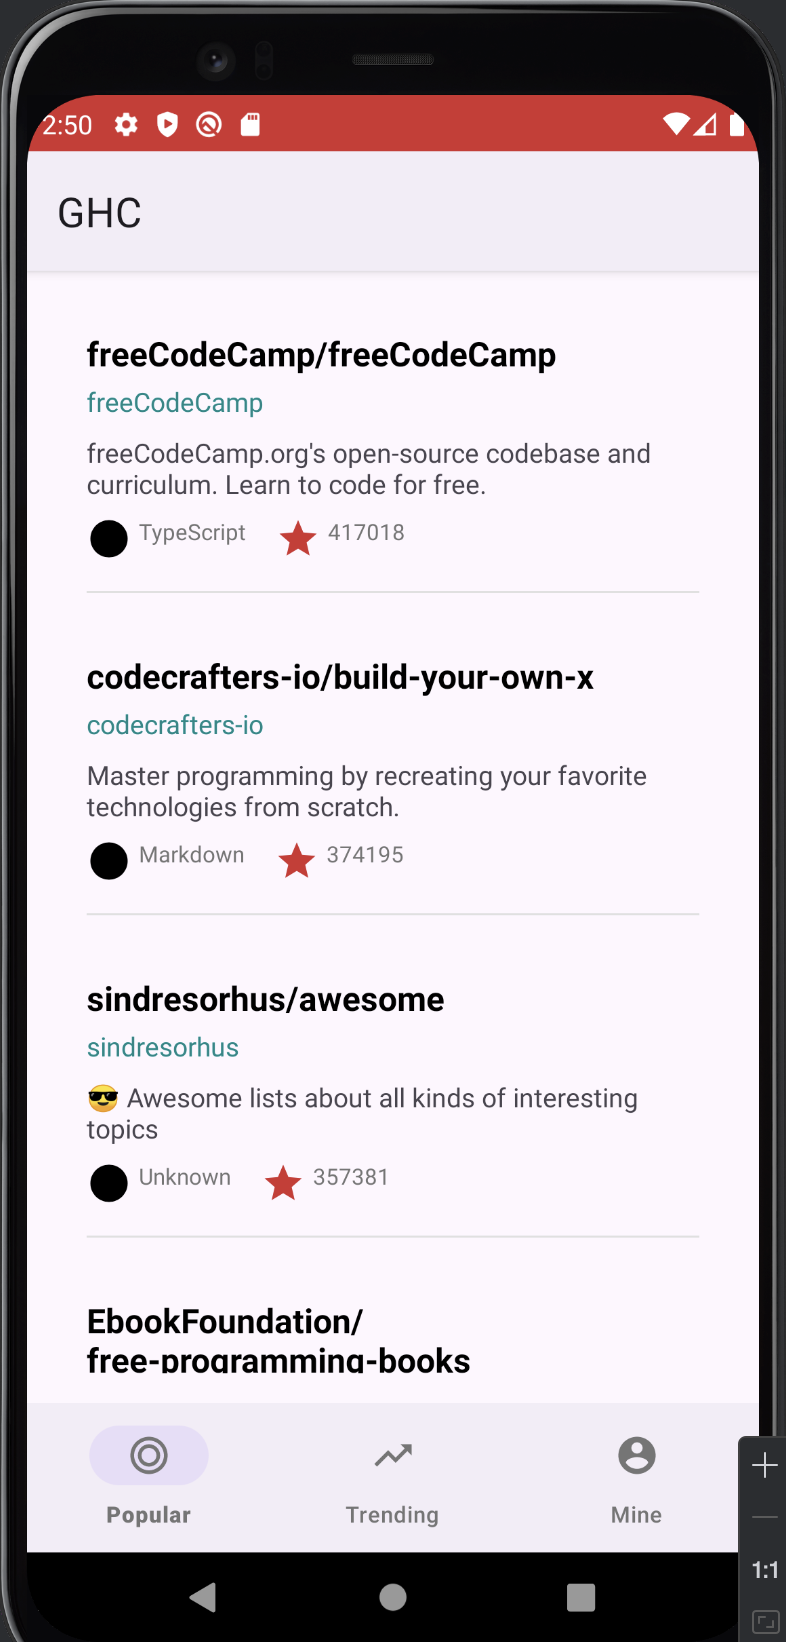 2:50
GHC
freeCodeCamp/freeCodeCamp
freeCodeCamp
freeCodeCamp.org's open-source codebase and
curriculum. Learn to code for free.
TypeScript 417018
codecrafters-io/build-your-own-x
codecrafters-io
Master programming by recreating your favorite
technologies from scratch.
Markdown 374195
sindresorhus/awesome
sindresorhus
😎 Awesome lists about all kinds of interesting
topics
Unknown 357381
EbookFoundation/
free-programming-books
Popular Trending Mine
1:1